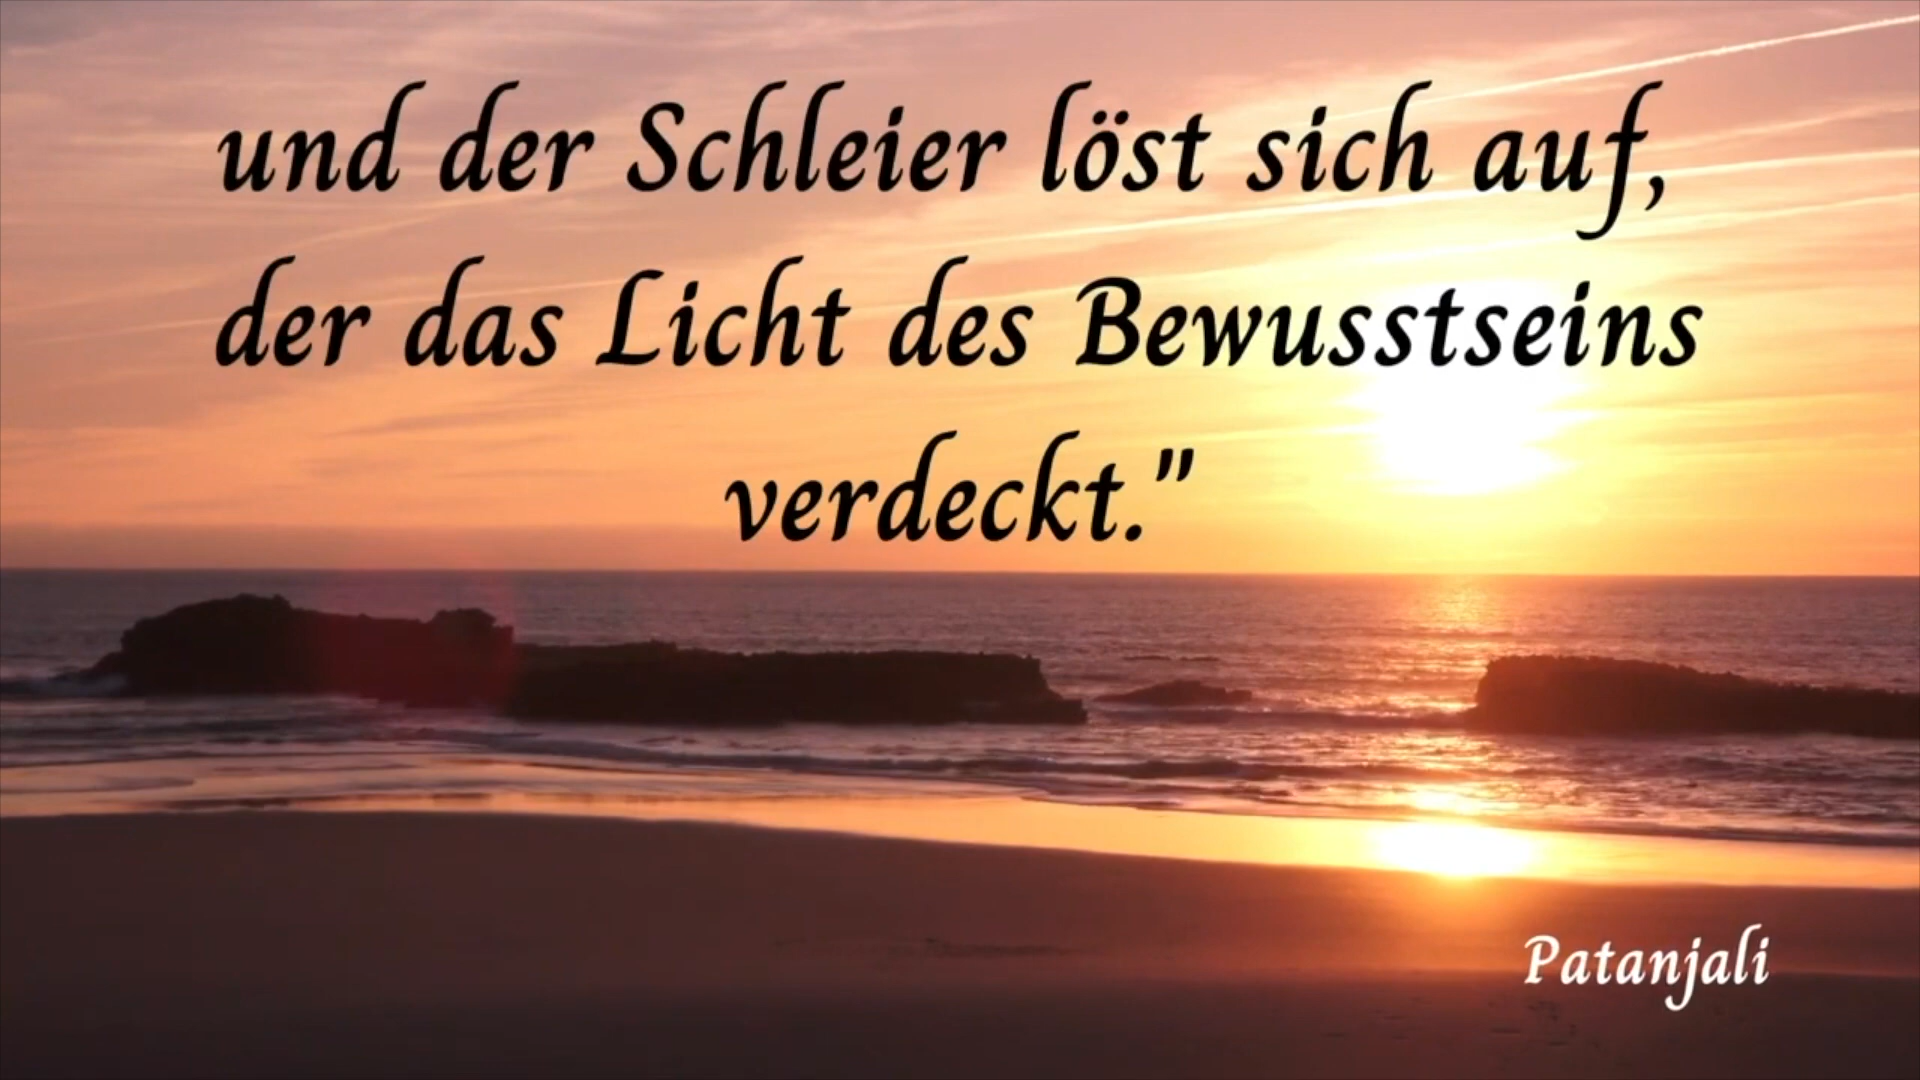 und der Schleier löst sich auf,
der das Licht des Bewusstseins
verdeckt."
Patanjali